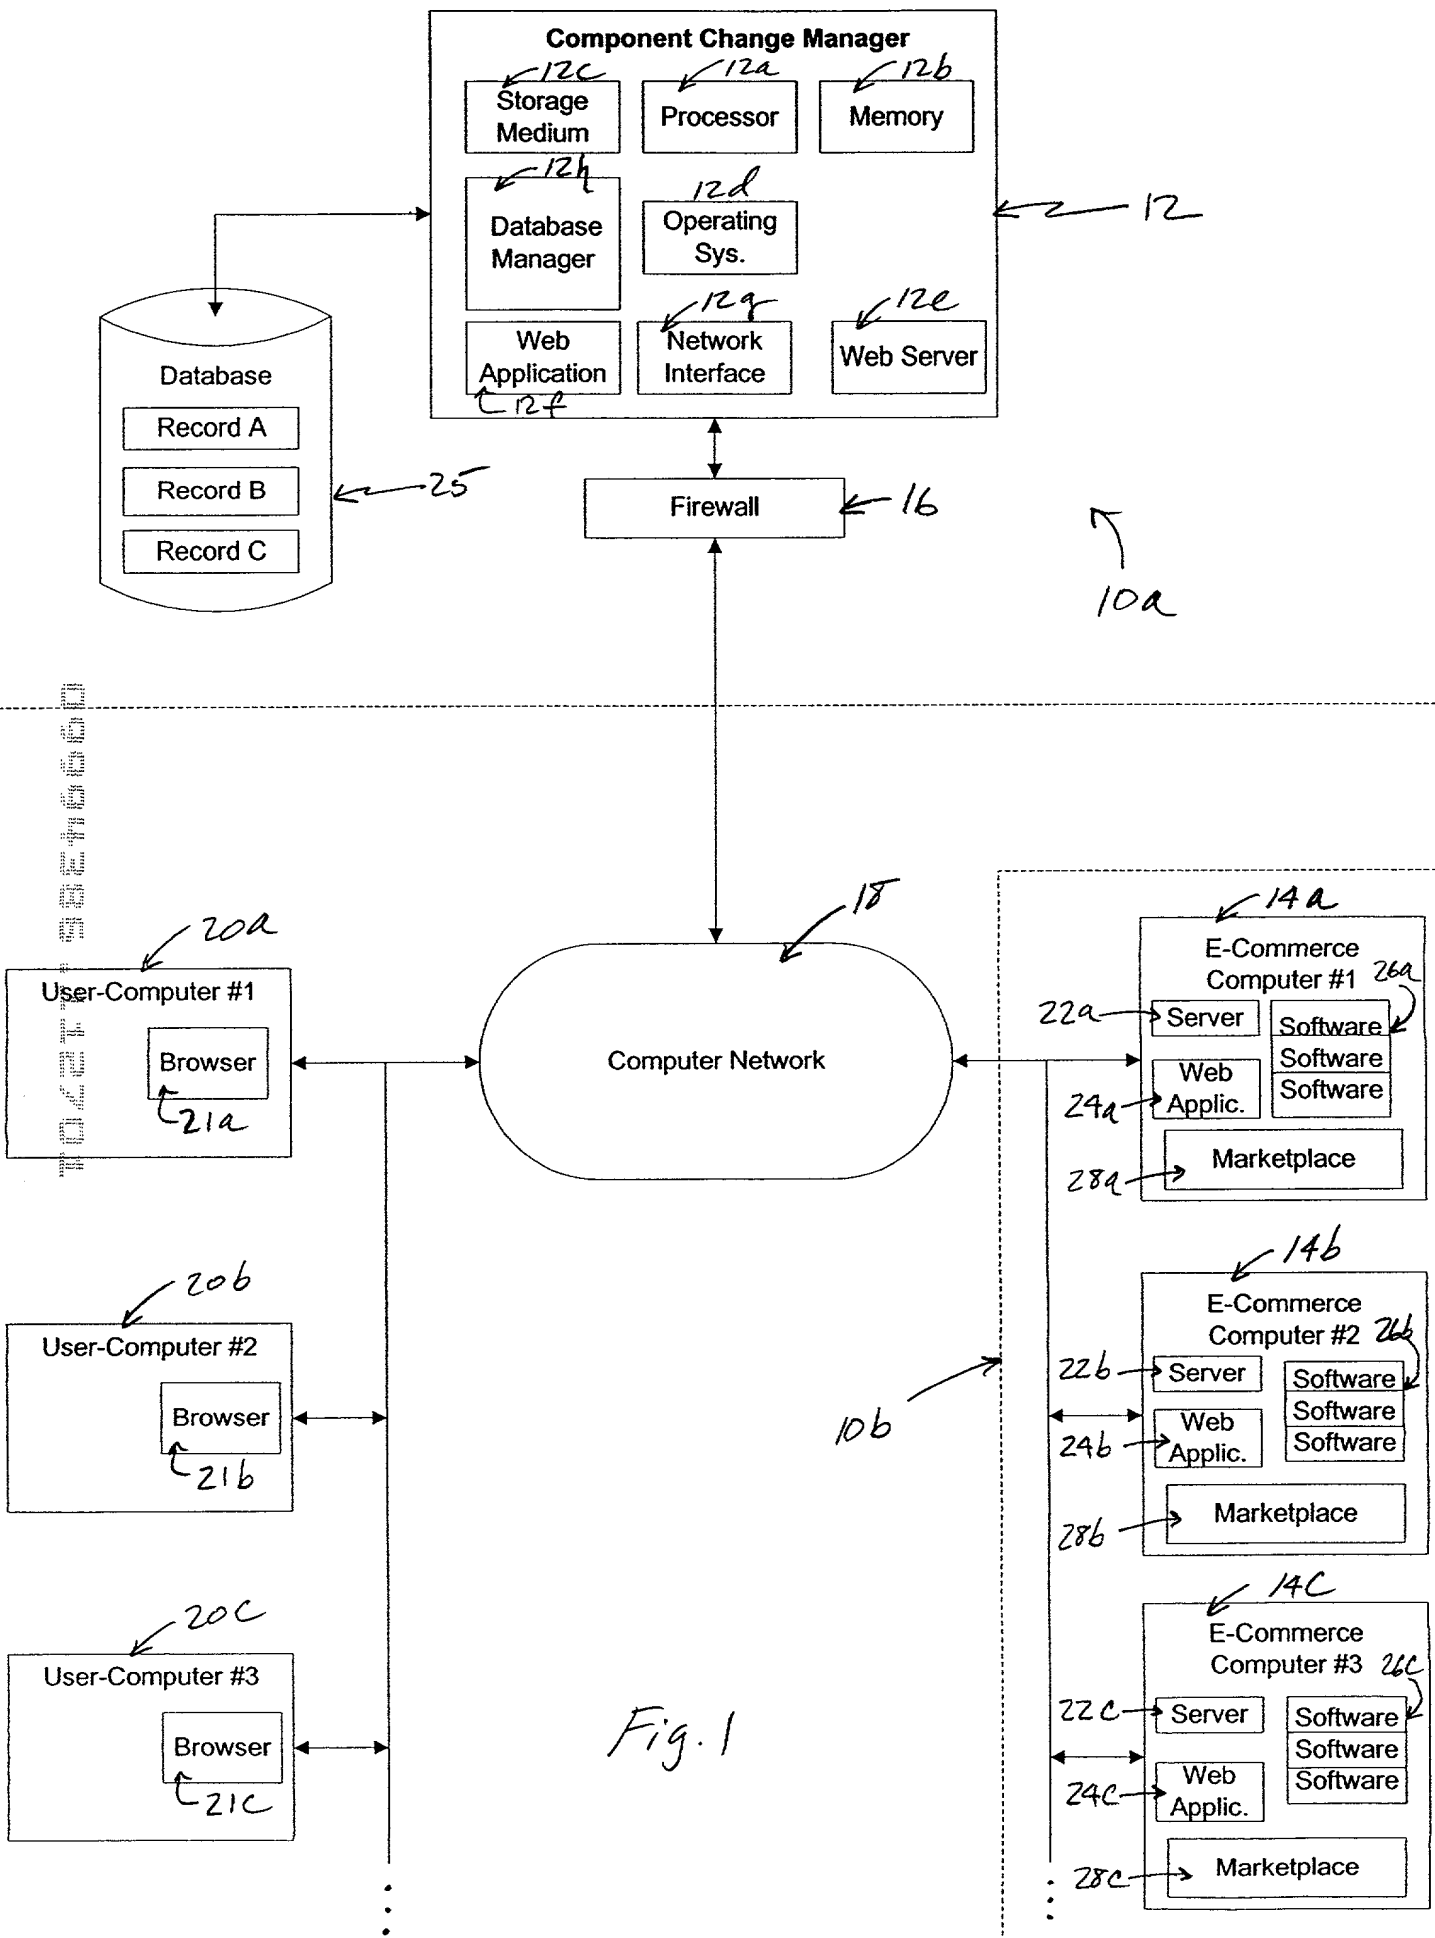 Component Change Manager
12c
12a
12b
Storage
Medium
Processor
Memory
12h
12d
Database
Manager
Operating
Sys.
12
12g
12e
Web
Application
Network
Interface
Web Server
12f
Database
Record A
Record B
Record C
25
Firewall
16
10a
18
Computer Network
20a
User-Computer #1
Browser
21a
20b
User-Computer #2
Browser
21b
20c
User-Computer #3
Browser
21c
14a
E-Commerce
Computer #1
26a
22a
Server
Software
Software
Software
24a
Web
Applic.
28a
Marketplace
14b
E-Commerce
Computer #2
26b
22b
Server
Software
Software
Software
10b
24b
Web
Applic.
28b
Marketplace
14c
E-Commerce
Computer #3
26c
22c
Server
Software
Software
Software
24c
Web
Applic.
28c
Marketplace
Fig. 1